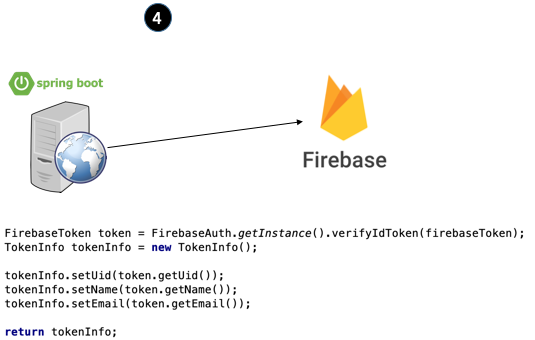 4
spring boot
Firebase
FirebaseToken token = FirebaseAuth.getInstance().verifyIdToken(firebaseToken);
TokenInfo tokenInfo = new TokenInfo();
tokenInfo.setUid(token.getUid());
tokenInfo.setName(token.getName());
tokenInfo.setEmail(token.getEmail());
return tokenInfo;